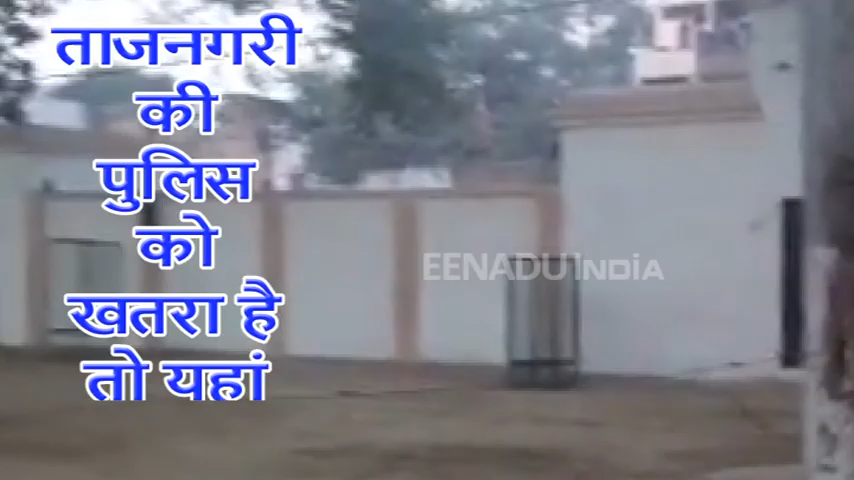 ताजनगरी
की
पुलिस
को
खतरा है
तो यहां
EENADU INDIA